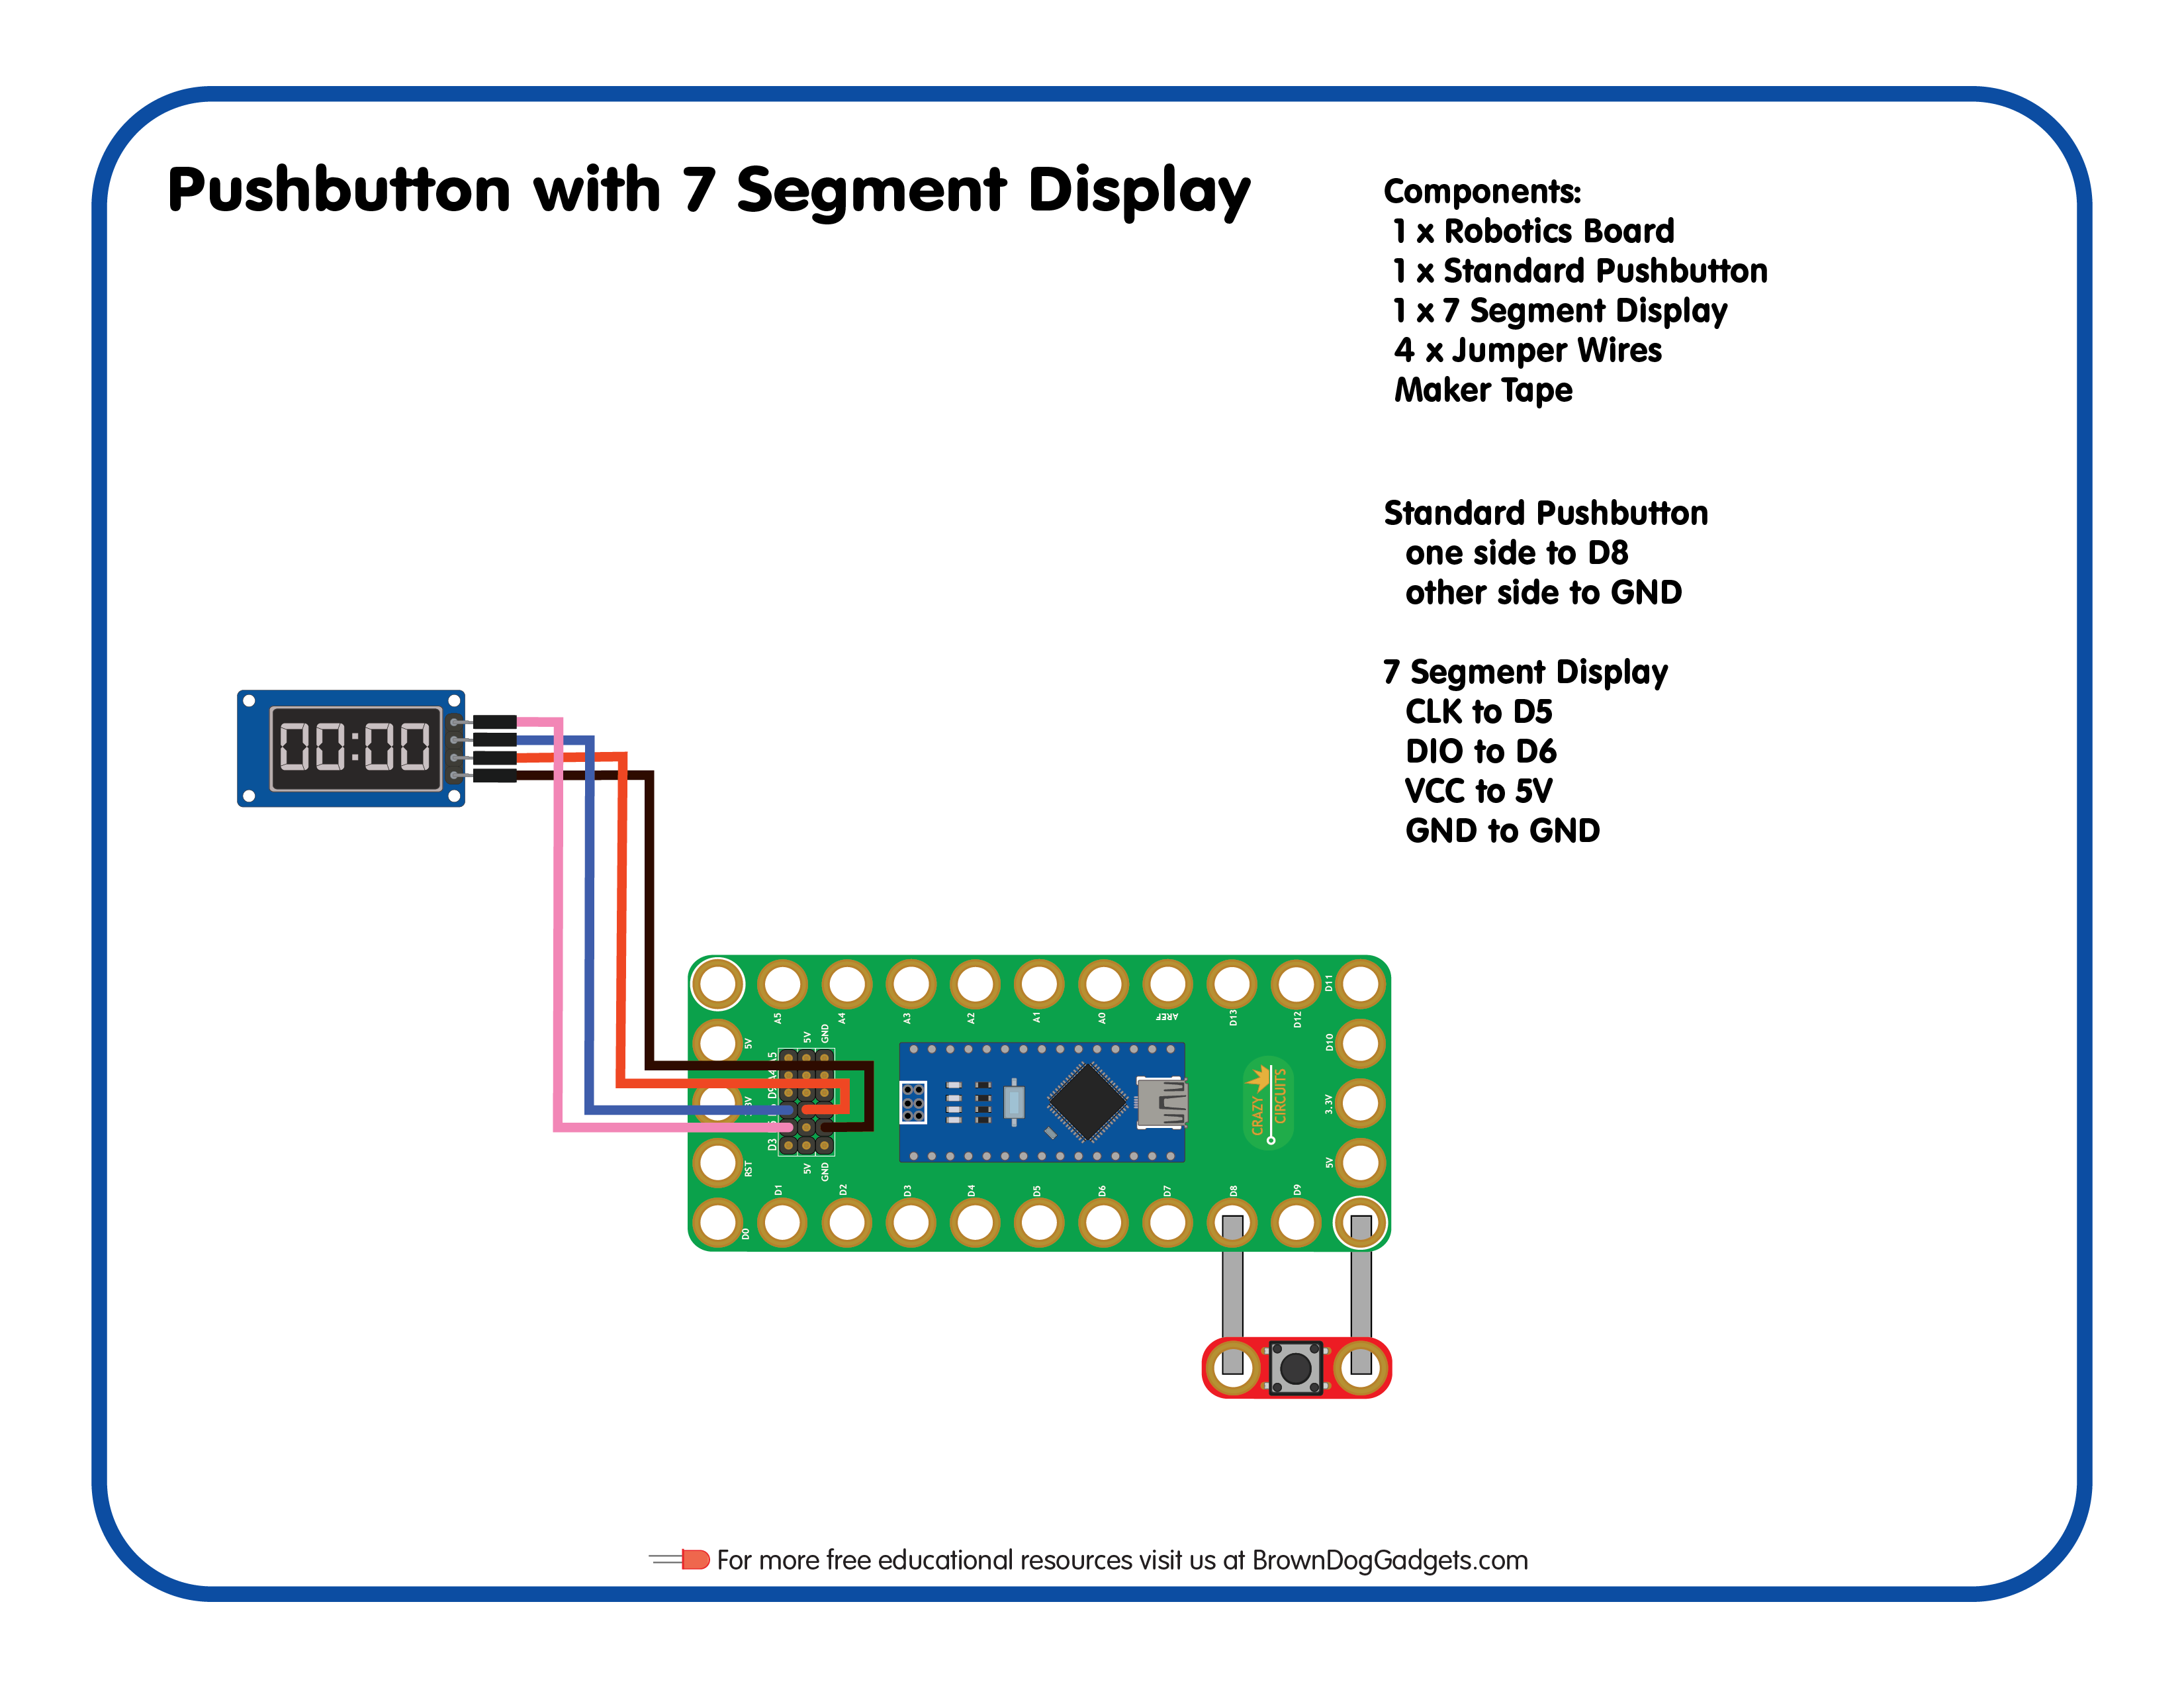 Pushbutton with 7 Segment Display
Components:
1 x Robotics Board
1 x Standard Pushbutton
1 x 7 Segment Display
4 x Jumper Wires
Maker Tape
Standard Pushbutton
one side to D8
other side to GND
7 Segment Display
CLK to D5
DIO to D6
VCC to 5V
GND to GND
00:00
A5
A4
A3
A2
A1
A0
AREF
D13
D12
D11
5V
5V
GND
D10
D9
3.3V
CRAZY
CIRCUITS
D3
RST
5V
GND
5V
D0
D1
D2
D3
D4
D5
D6
D7
D8
D9
For more free educational resources visit us at BrownDogGadgets.com